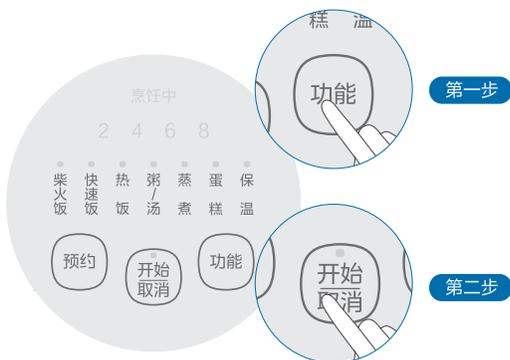 糕 温
功能
第一步
烹饪中
2 4 6 8
柴火饭
快速饭
热饭
粥/汤
蒸煮
蛋糕
保温
预约
开始
取消
功能
开始
取消
第二步